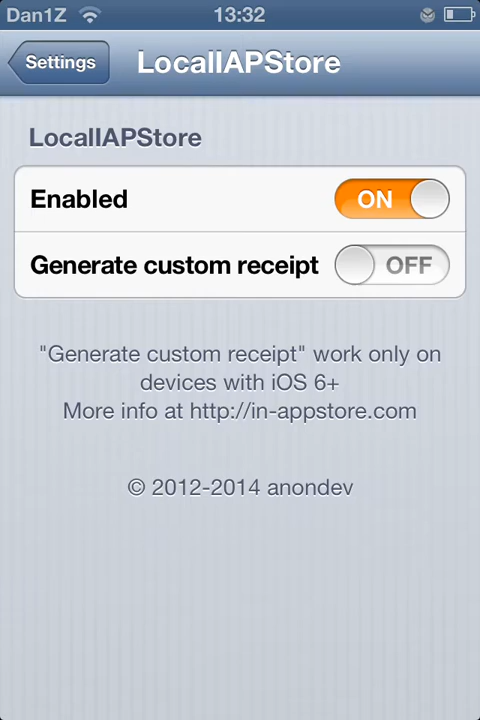 Dan1Z 13:32
Settings LocalIAPStore
LocalIAPStore
Enabled ON
Generate custom receipt OFF
"Generate custom receipt" work only on
devices with iOS 6+
More info at http://in-appstore.com
© 2012-2014 anondev